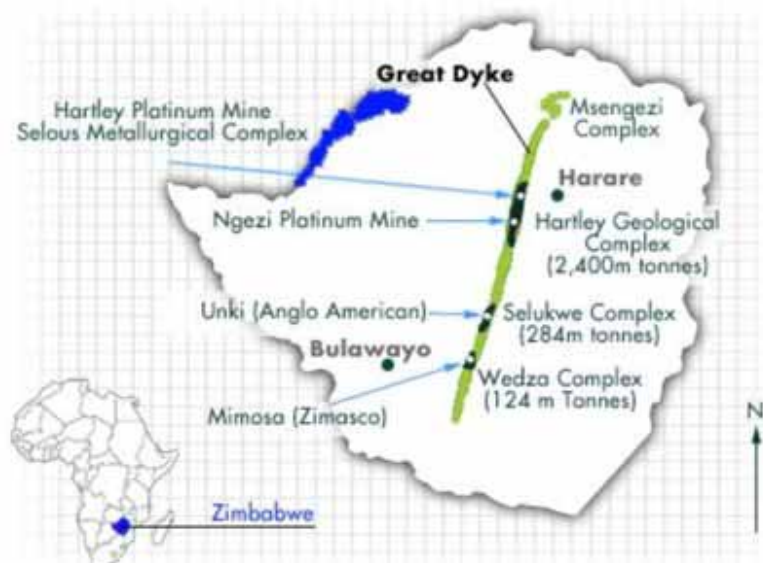 Great Dyke
Hartley Platinum Mine
Selous Metallurgical Complex
Msengezi
Complex
Harare
Ngezi Platinum Mine
Hartley Geological
Complex
(2,400m tonnes)
Unki (Anglo American)
Selukwe Complex
(284m tonnes)
Bulawayo
Wedza Complex
(124 m Tonnes)
Mimosa (Zimasco)
N
Zimbabwe